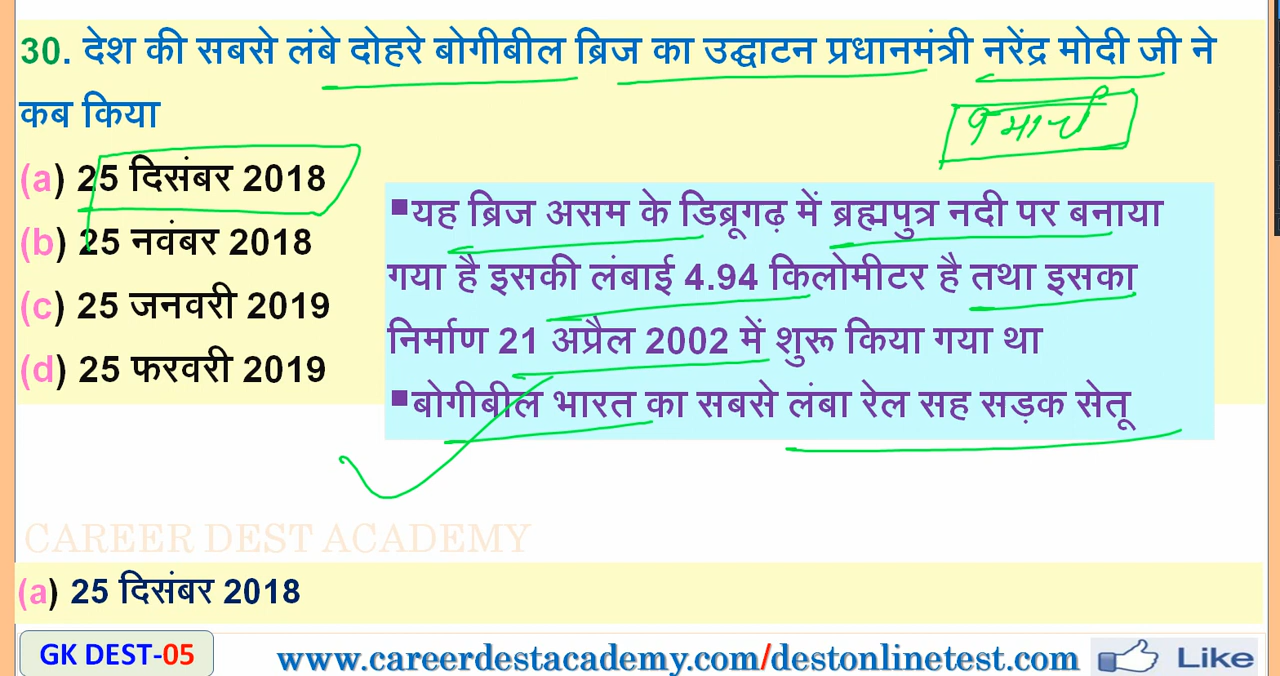 30. देश की सबसे लंबे दोहरे बोगीबील ब्रिज का उद्घाटन प्रधानमंत्री नरेंद्र मोदी जी ने
कब किया
९ मार्च
(a) 25 दिसंबर 2018
(b) 25 नवंबर 2018
(c) 25 जनवरी 2019
(d) 25 फरवरी 2019
▪यह ब्रिज असम के डिब्रूगढ़ में ब्रह्मपुत्र नदी पर बनाया
गया है इसकी लंबाई 4.94 किलोमीटर है तथा इसका
निर्माण 21 अप्रैल 2002 में शुरू किया गया था
▪बोगीबील भारत का सबसे लंबा रेल सह सड़क सेतू
CAREER DEST ACADEMY
(a) 25 दिसंबर 2018
GK DEST-05
www.careerdestacademy.com/destonlinetest.com
Like